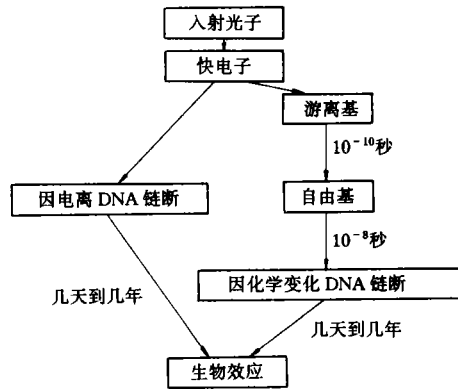 入射光子
快电子
游离基
10⁻¹⁰秒
因电离 DNA 链断
自由基
10⁻⁸秒
因化学变化 DNA 链断
几天到几年
几天到几年
生物效应